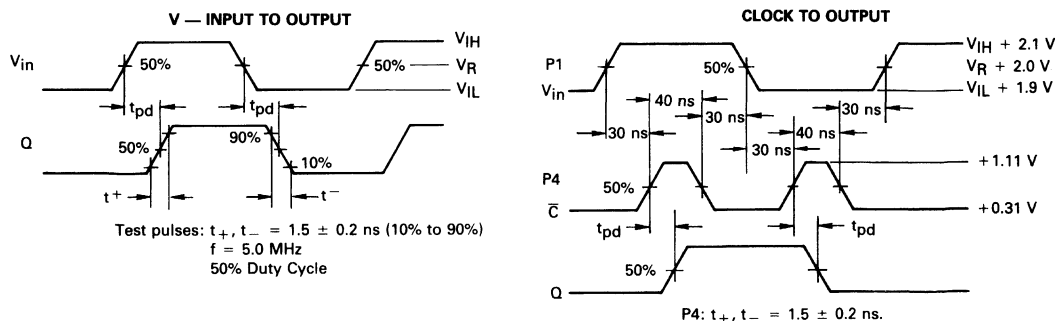 V — INPUT TO OUTPUT
Vin
50%
50%
VIH
VR
VIL
tpd
tpd
Q
50%
90%
10%
t+
t−
Test pulses: t+, t− = 1.5 ± 0.2 ns (10% to 90%)
f = 5.0 MHz
50% Duty Cycle
CLOCK TO OUTPUT
P1
Vin
50%
VIH + 2.1 V
VR + 2.0 V
VIL + 1.9 V
40 ns
30 ns
30 ns
30 ns
40 ns
30 ns
P4
C̅
50%
+1.11 V
+0.31 V
tpd
tpd
50%
Q
P4: t+, t− = 1.5 ± 0.2 ns.